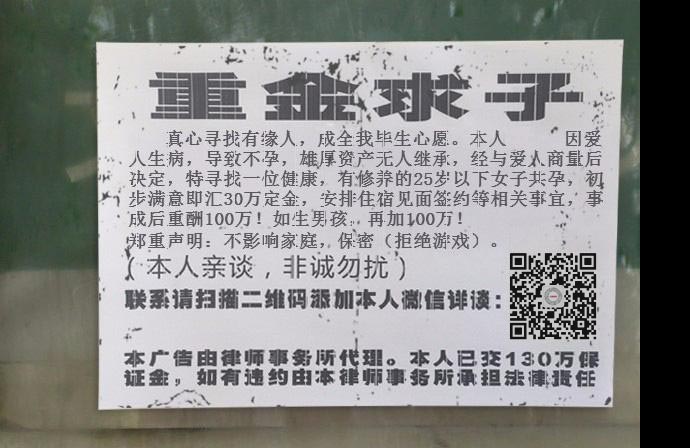 重金求子
真心寻找有缘人，成全我毕生心愿。本人 因爱
人生病，导致不孕，雄厚资产无人继承，经与爱人商量后
决定，特寻找一位健康，有修养的25岁以下女子共孕，初
步满意即汇30万定金，安排住宿见面签约等相关事宜，事
成后重酬100万！如生男孩，再加100万！
郑重声明：不影响家庭，保密（拒绝游戏）。
（本人亲谈，非诚勿扰）
联系请扫描二维码添加本人微信详谈：
本广告由律师事务所代理。本人已交130万保
证金，如有违约由本律师事务所承担法律责任